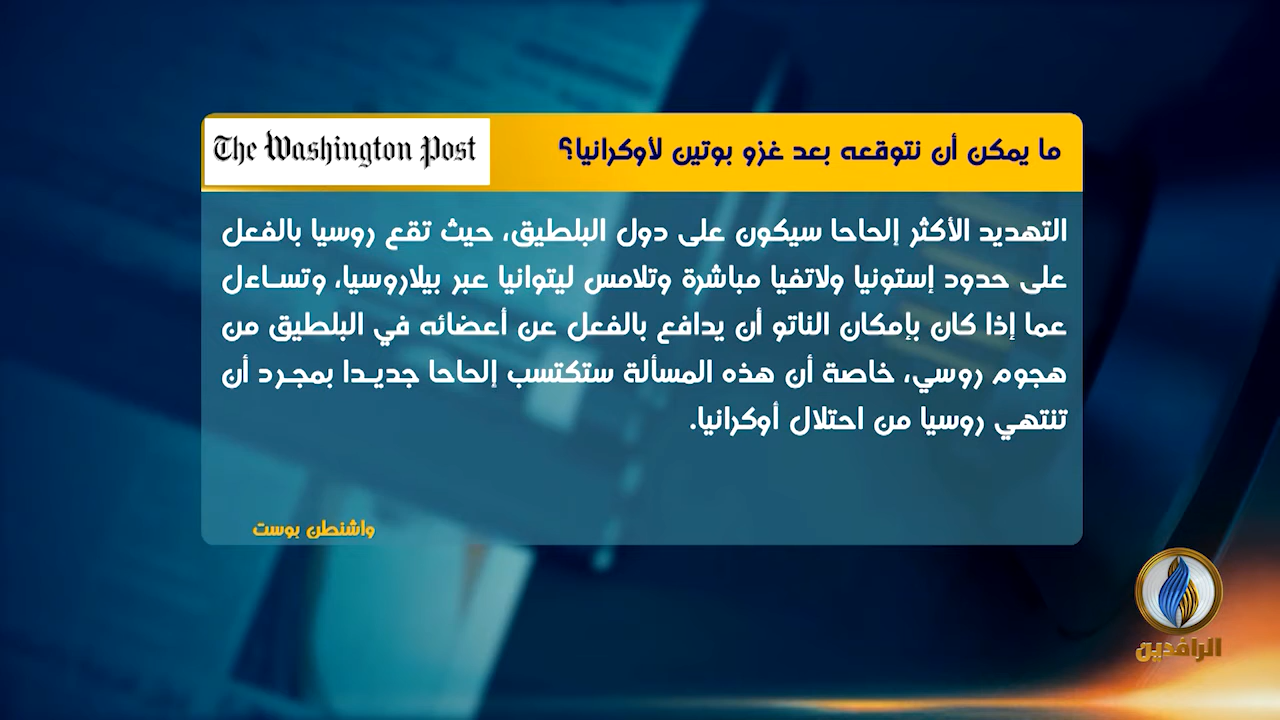 ما يمكن أن نتوقعه بعد غزو بوتين لأوكرانيا؟
The Washington Post
التهديد الأكثر إلحاحا سيكون على دول البلطيق، حيث تقع روسيا بالفعل
على حدود إستونيا ولاتفيا مباشرة وتلامس ليتوانيا عبر بيلاروسيا، وتساءل
عما إذا كان بإمكان الناتو أن يدافع بالفعل عن أعضائه في البلطيق من
هجوم روسي، خاصة أن هذه المسألة ستكتسب إلحاحا جديدا بمجرد أن
تنتهي روسيا من احتلال أوكرانيا.
واشنطن بوست
الرافدين